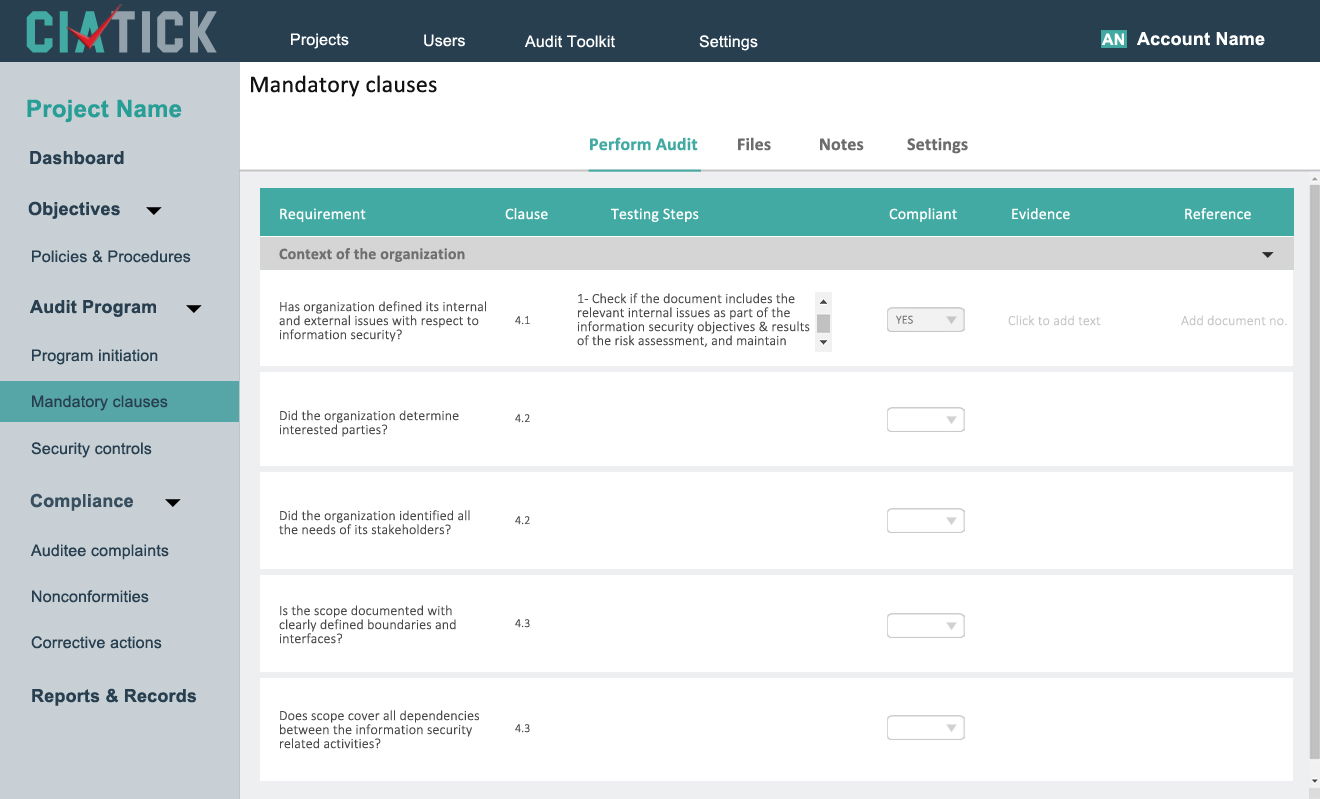 CIATICK
Projects
Users
Audit Toolkit
Settings
AN Account Name
Project Name
Dashboard
Objectives
Policies & Procedures
Audit Program
Program initiation
Mandatory clauses
Security controls
Compliance
Auditee complaints
Nonconformities
Corrective actions
Reports & Records
Mandatory clauses
Perform Audit
Files
Notes
Settings
Requirement
Clause
Testing Steps
Compliant
Evidence
Reference
Context of the organization
Has organization defined its internal
and external issues with respect to
information security?
4.1
1- Check if the document includes the
relevant internal issues as part of the
information security objectives & results
of the risk assessment, and maintain
YES
Click to add text
Add document no.
Did the organization determine
interested parties?
4.2
Did the organization identified all
the needs of its stakeholders?
4.2
Is the scope documented with
clearly defined boundaries and
interfaces?
4.3
Does scope cover all dependencies
between the information security
related activities?
4.3